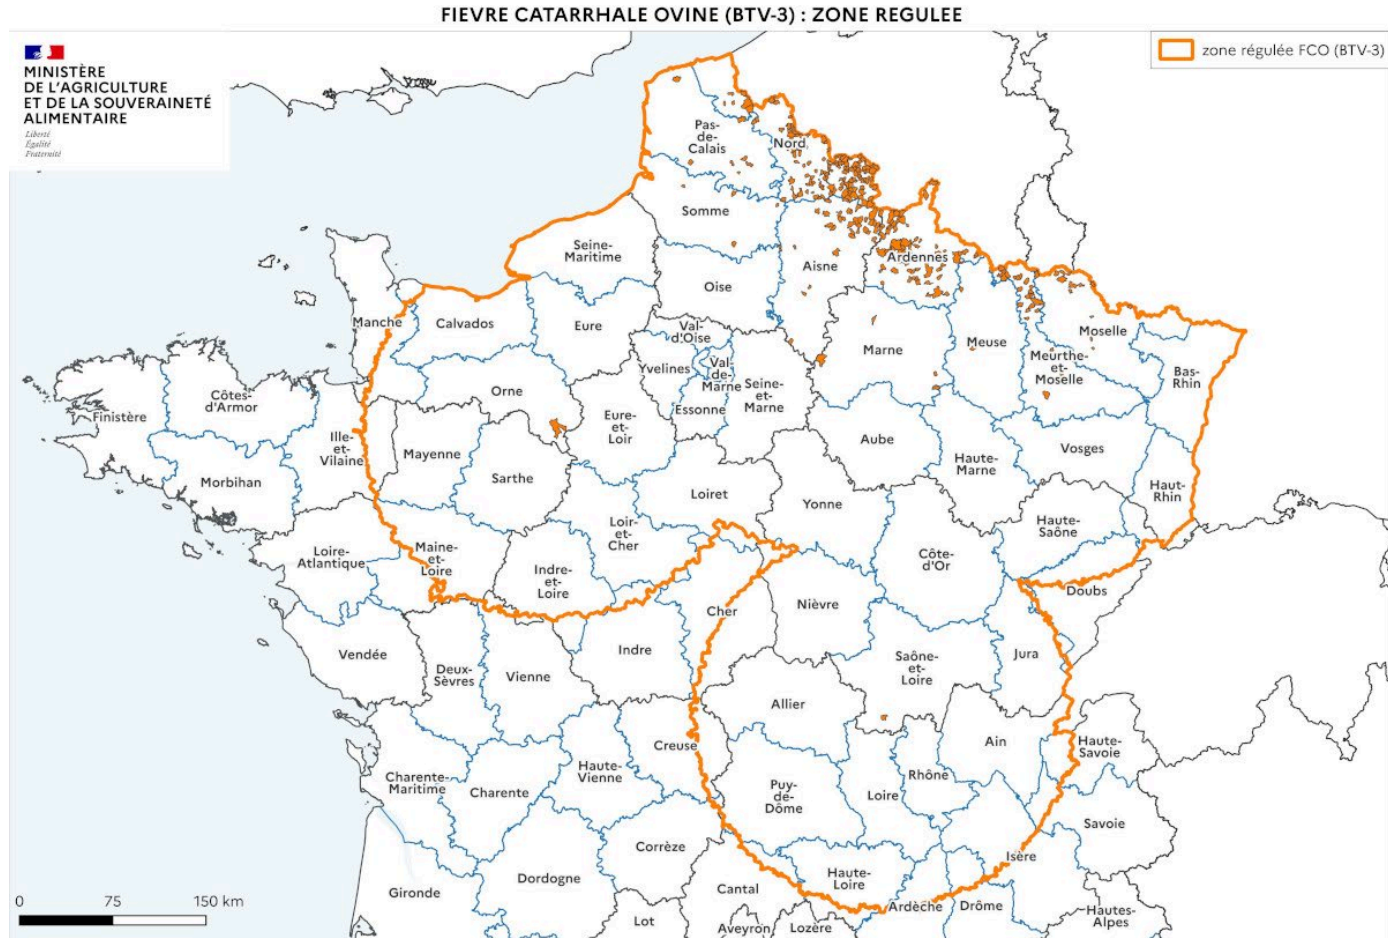 FIEVRE CATARRHALE OVINE (BTV-3) : ZONE REGULEE
MINISTÈRE
DE L'AGRICULTURE
ET DE LA SOUVERAINETÉ
ALIMENTAIRE
Liberté
Égalité
Fraternité
zone régulée FCO (BTV-3)
Pas-
de-
Calais
Nord
Somme
Seine-
Maritime
Aisne
Ardennes
Oise
Manche
Calvados
Eure
Val-
d'Oise
Marne
Meuse
Moselle
Meurthe-
et-
Moselle
Bas-
Rhin
Yvelines
Val-
de-
Marne
Seine-
et-
Marne
Essonne
Orne
Côtes-
d'Armor
Finistère
Ille-
et-
Vilaine
Mayenne
Eure-
et-
Loir
Aube
Haute-
Marne
Vosges
Morbihan
Sarthe
Loiret
Yonne
Haut-
Rhin
Loire-
Atlantique
Maine-
et-
Loire
Loir-
et-
Cher
Indre-
et-
Loire
Côte-
d'Or
Haute-
Saône
Doubs
Vendée
Deux-
Sèvres
Vienne
Indre
Cher
Nièvre
Saône-
et-
Loire
Jura
Allier
Creuse
Haute-
Vienne
Charente-
Maritime
Charente
Puy-
de-
Dôme
Loire
Rhône
Ain
Haute-
Savoie
Savoie
Isère
Corrèze
Dordogne
Gironde
Cantal
Haute-
Loire
Ardèche
Drôme
Hautes-
Alpes
Lot
Aveyron
Lozère
0 75 150 km